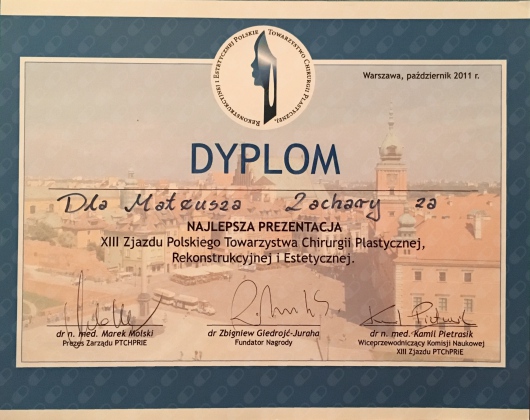 Polskie Towarzystwo Chirurgii Plastycznej, Rekonstrukcyjnej i Estetycznej
Warszawa, październik 2011 r.
DYPLOM
Dla Mateusza Zachary za
NAJLEPSZA PREZENTACJA
XIII Zjazdu Polskiego Towarzystwa Chirurgii Plastycznej,
Rekonstrukcyjnej i Estetycznej.
dr n. med. Marek Molski
Prezes Zarządu PTChPRiE
dr Zbigniew Giedrojć-Juraha
Fundator Nagrody
dr n. med. Kamil Pietrasik
Wiceprzewodniczący Komisji Naukowej
XIII Zjazdu PTChPRiE